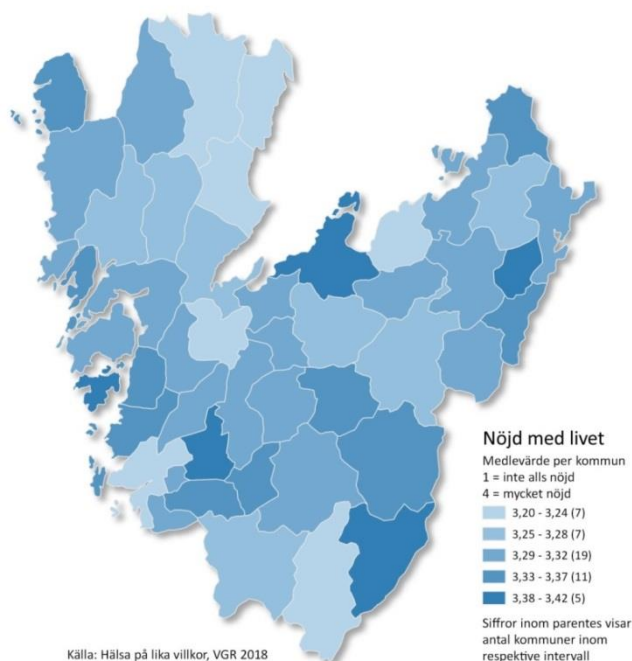 Nöjd med livet
Medlevärde per kommun
1 = inte alls nöjd
4 = mycket nöjd
3,20 - 3,24 (7)
3,25 - 3,28 (7)
3,29 - 3,32 (19)
3,33 - 3,37 (11)
3,38 - 3,42 (5)
Siffror inom parentes visar
antal kommuner inom
respektive intervall
Källa: Hälsa på lika villkor, VGR 2018